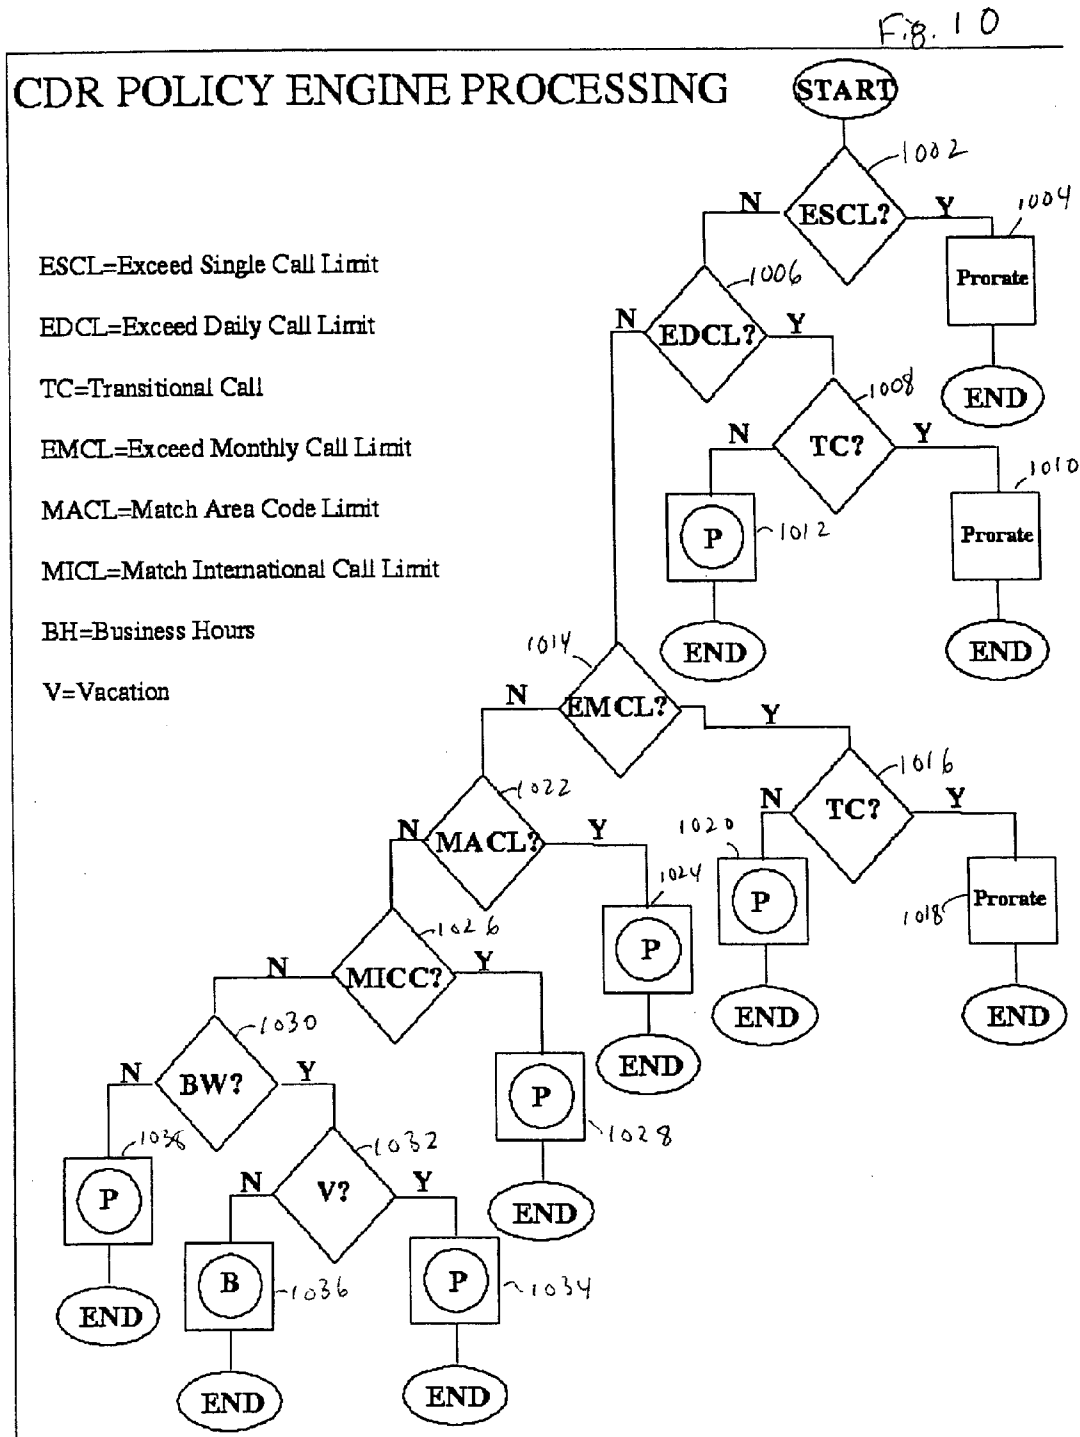 Fig. 10
CDR POLICY ENGINE PROCESSING
START
1002
N
ESCL?
Y
1004
Prorate
END
ESCL=Exceed Single Call Limit
EDCL=Exceed Daily Call Limit
TC=Transitional Call
EMCL=Exceed Monthly Call Limit
MACL=Match Area Code Limit
MICL=Match International Call Limit
BH=Business Hours
V=Vacation
1006
N
EDCL?
Y
1008
N
TC?
Y
1010
P
1012
Prorate
END
END
1014
N
EMCL?
Y
1016
N
TC?
Y
1020
P
1018
Prorate
END
END
1022
N
MACL?
Y
1024
P
END
1026
N
MICC?
Y
P
1028
END
1030
N
BW?
Y
1038
P
END
1032
N
V?
Y
B
1036
P
1034
END
END